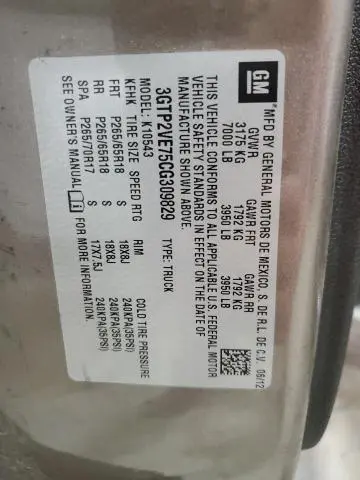 GM
MFD BY GENERAL MOTORS DE MEXICO S. DE R.L. DE C.V. 06/12
GVWR GAWR FRT GAWR RR
3175 KG 1792 KG 1792 KG
7000 LB 3950 LB 3950 LB
THIS VEHICLE CONFORMS TO ALL APPLICABLE U.S. FEDERAL MOTOR
VEHICLE SAFETY STANDARDS IN EFFECT ON THE DATE OF
MANUFACTURE SHOWN ABOVE.
3GTP2VE75CG309829 TYPE: TRUCK
MODEL: K10543
KFHK TIRE SIZE SPEED RTG RIM COLD TIRE PRESSURE
FRT P265/65R18 S 18X8J 240KPA(35PSI)
RR P265/65R18 S 18X8J 240KPA(35PSI)
SPA P265/70R17 S 17X7.5J 240KPA(35PSI)
SEE OWNER'S MANUAL FOR MORE INFORMATION.